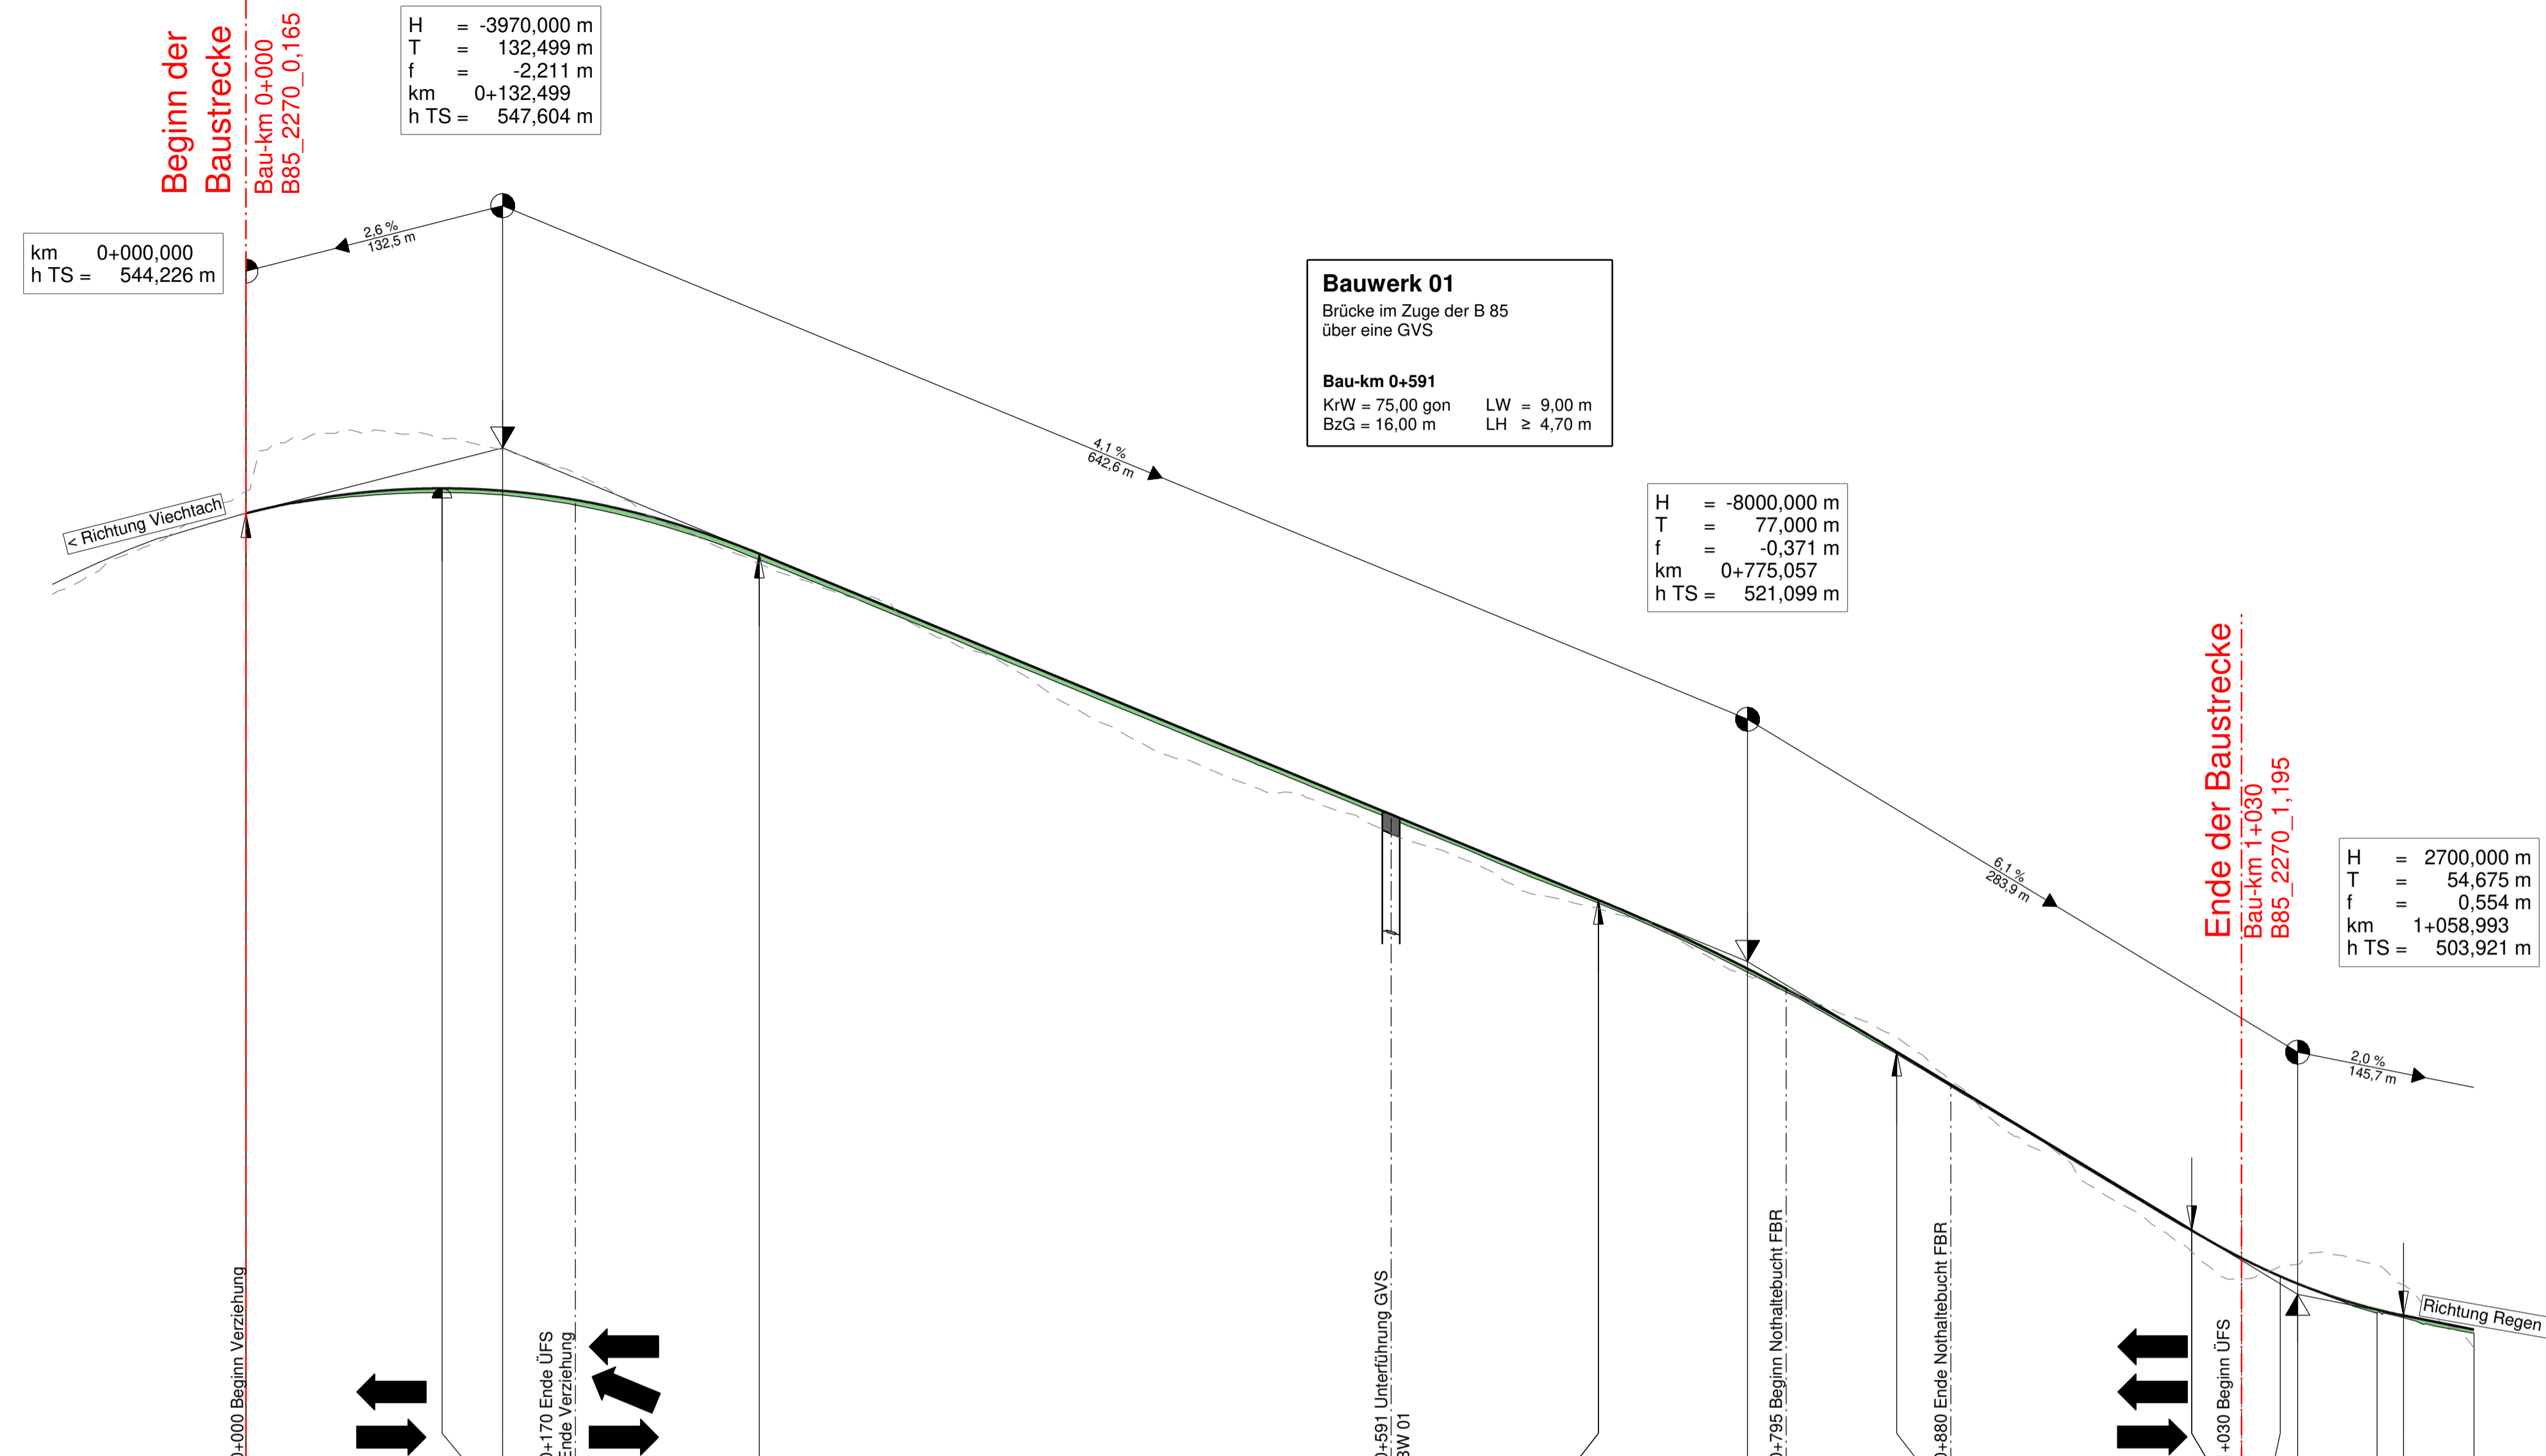 Beginn der
Baustrecke
Bau-km 0+000
B85_2270_0,165
H = -3970,000 m
T = 132,499 m
f = -2,211 m
km 0+132,499
h TS = 547,604 m
km 0+000,000
h TS = 544,226 m
2,6 %
132,5 m
< Richtung Viechtach
4,1 %
642,6 m
Bauwerk 01
Brücke im Zuge der B 85
über eine GVS
Bau-km 0+591
KrW = 75,00 gon LW = 9,00 m
BzG = 16,00 m LH ≥ 4,70 m
H = -8000,000 m
T = 77,000 m
f = -0,371 m
km 0+775,057
h TS = 521,099 m
6,1 %
283,9 m
Ende der Baustrecke
Bau-km 1+030
B85_2270_1,195
H = 2700,000 m
T = 54,675 m
f = 0,554 m
km 1+058,993
h TS = 503,921 m
2,0 %
145,7 m
Richtung Regen
0+000 Beginn Verziehung
0+170 Ende ÜFS
Ende Verziehung
0+591 Unterführung GVS
BW 01
0+795 Beginn Nothaltebucht FBR
0+880 Ende Nothaltebucht FBR
+030 Beginn ÜFS